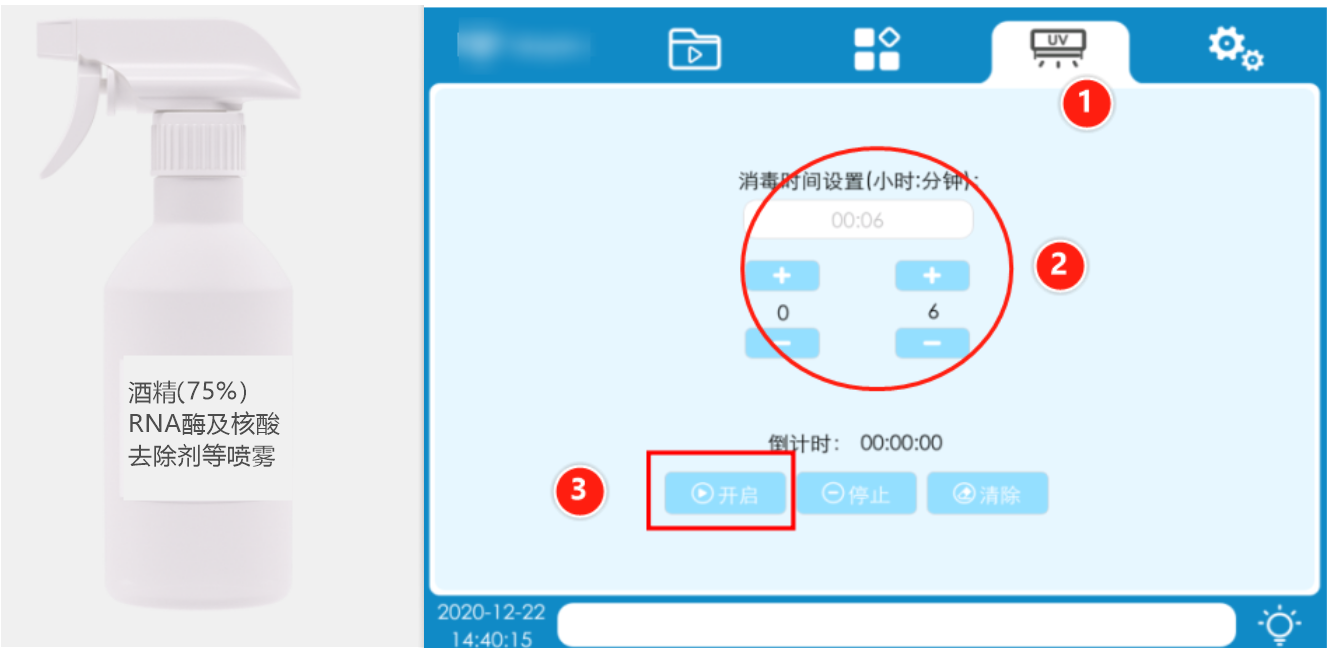 酒精(75%)
RNA酶及核酸
去除剂等喷雾
UV
1
消毒时间设置(小时:分钟):
00:06
2
+ +
0 6
- -
倒计时: 00:00:00
3
开启 停止 清除
2020-12-22
14:40:15